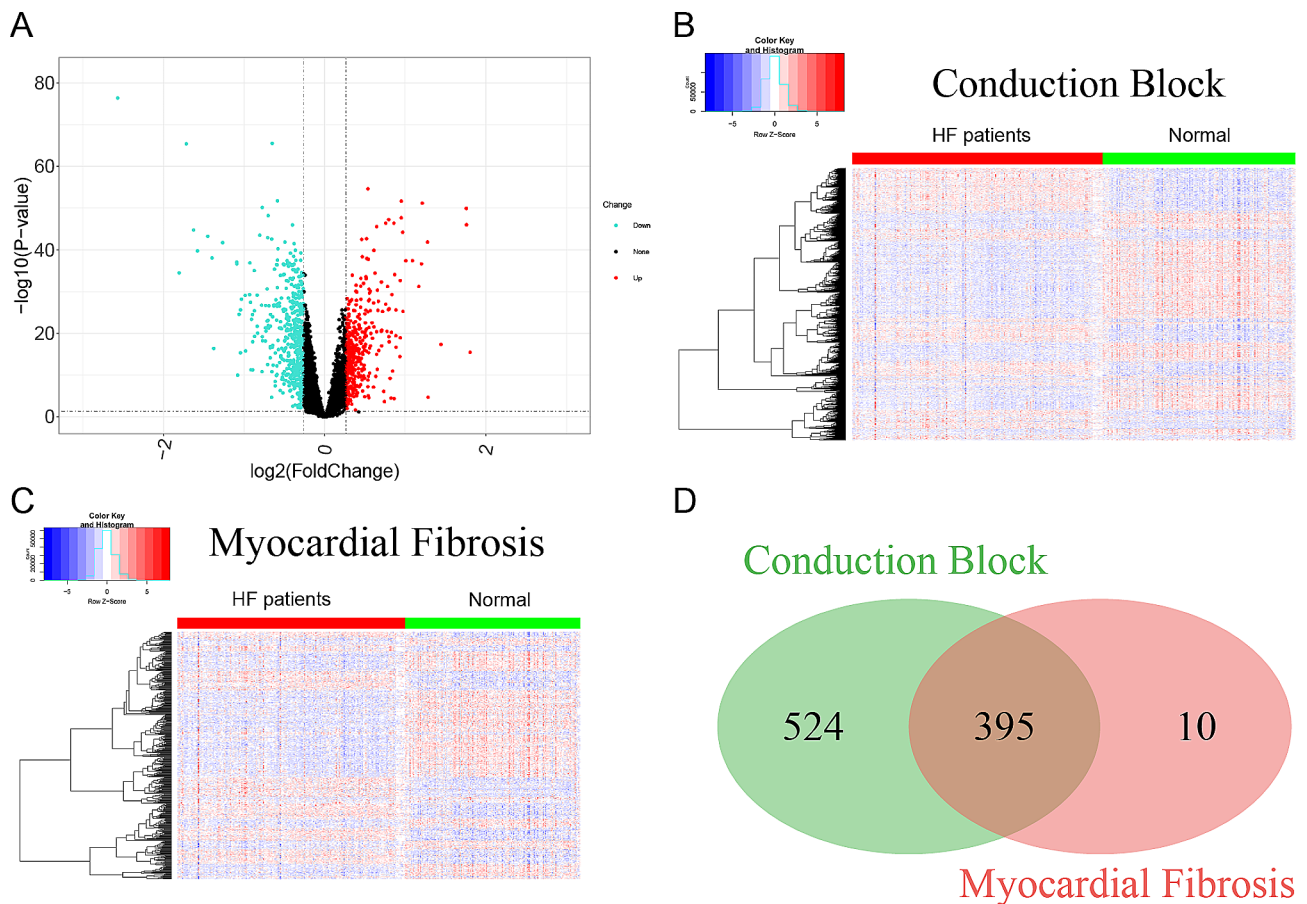 A
80
60
40
20
0
-log10(P-value)
-2
0
2
log2(FoldChange)
Change
Down
None
Up
B
Color Key
and Histogram
Count
0
50000
-5
0
5
Row Z-Score
Conduction Block
HF patients
Normal
C
Color Key
and Histogram
Count
0
20000
50000
-5
0
5
Row Z-Score
Myocardial Fibrosis
HF patients
Normal
D
Conduction Block
524
395
10
Myocardial Fibrosis